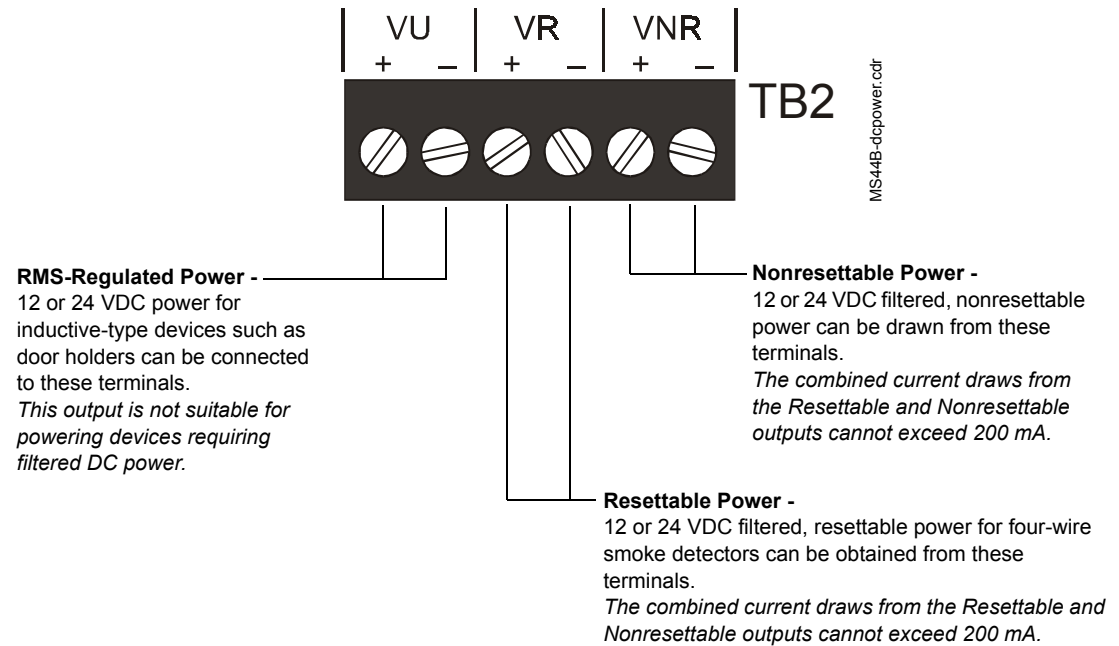 VU VR VNR
+ – + – + –
TB2
MS44B-dcpower.cdr
RMS-Regulated Power -
12 or 24 VDC power for
inductive-type devices such as
door holders can be connected
to these terminals.
This output is not suitable for
powering devices requiring
filtered DC power.
Nonresettable Power -
12 or 24 VDC filtered, nonresettable
power can be drawn from these
terminals.
The combined current draws from
the Resettable and Nonresettable
outputs cannot exceed 200 mA.
Resettable Power -
12 or 24 VDC filtered, resettable power for four-wire
smoke detectors can be obtained from these
terminals.
The combined current draws from the Resettable and
Nonresettable outputs cannot exceed 200 mA.